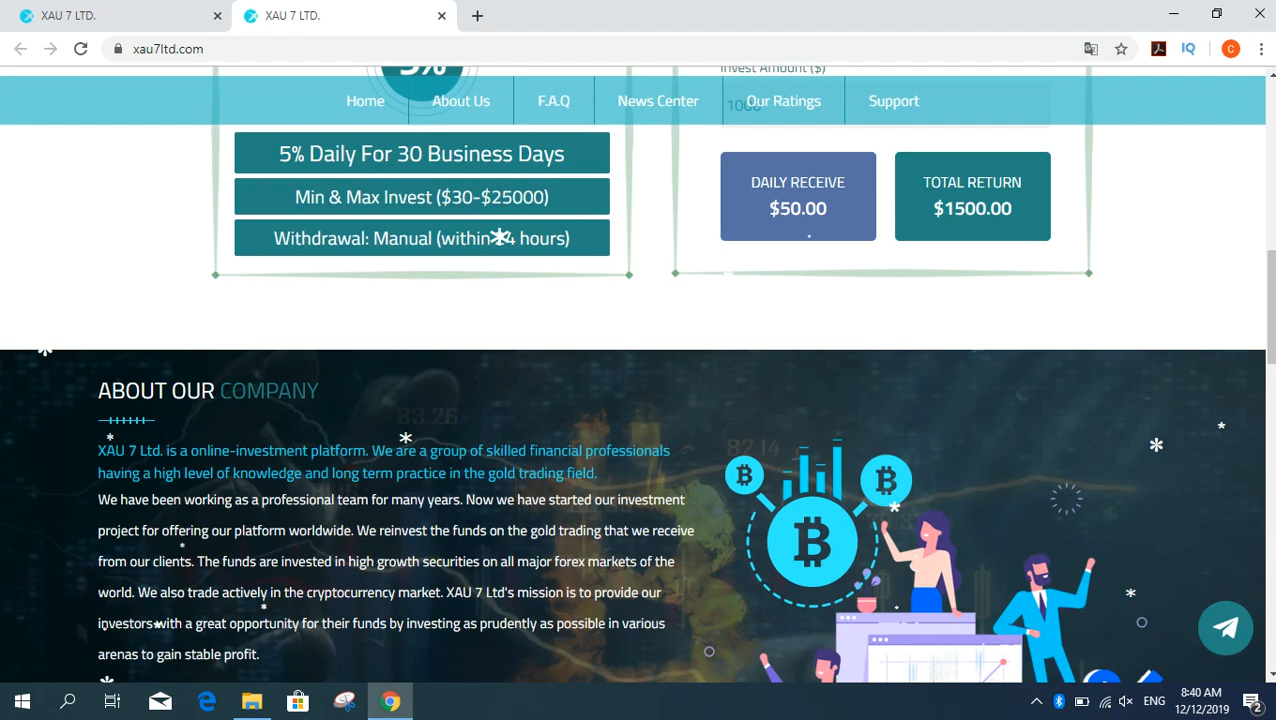 XAU 7 LTD.
XAU 7 LTD.
xau7ltd.com
IQ
C
5%
Invest Amount ($)
Home
About Us
F.A.Q
News Center
Our Ratings
Support
1000
5% Daily For 30 Business Days
Min & Max Invest ($30-$25000)
Withdrawal: Manual (within 24 hours)
DAILY RECEIVE
$50.00
TOTAL RETURN
$1500.00
ABOUT OUR COMPANY
83.26
82.14
XAU 7 Ltd. is a online-investment platform. We are a group of skilled financial professionals
having a high level of knowledge and long term practice in the gold trading field.
We have been working as a professional team for many years. Now we have started our investment
project for offering our platform worldwide. We reinvest the funds on the gold trading that we receive
from our clients. The funds are invested in high growth securities on all major forex markets of the
world. We also trade actively in the cryptocurrency market. XAU 7 Ltd's mission is to provide our
investors with a great opportunity for their funds by investing as prudently as possible in various
arenas to gain stable profit.
ENG
8:40 AM
12/12/2019
2